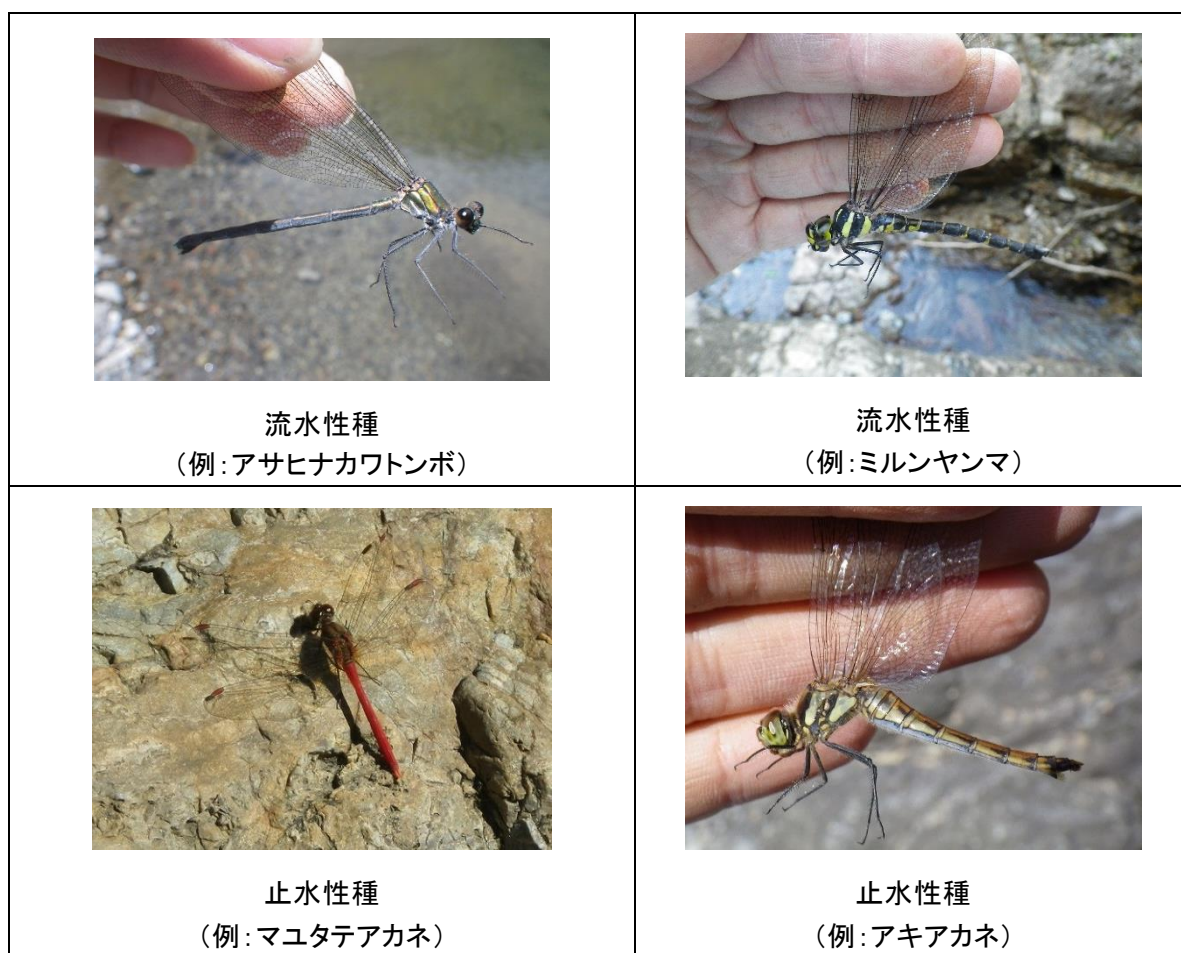 流水性種
（例：アサヒナカワトンボ）
流水性種
（例：ミルンヤンマ）
止水性種
（例：マユタテアカネ）
止水性種
（例：アキアカネ）